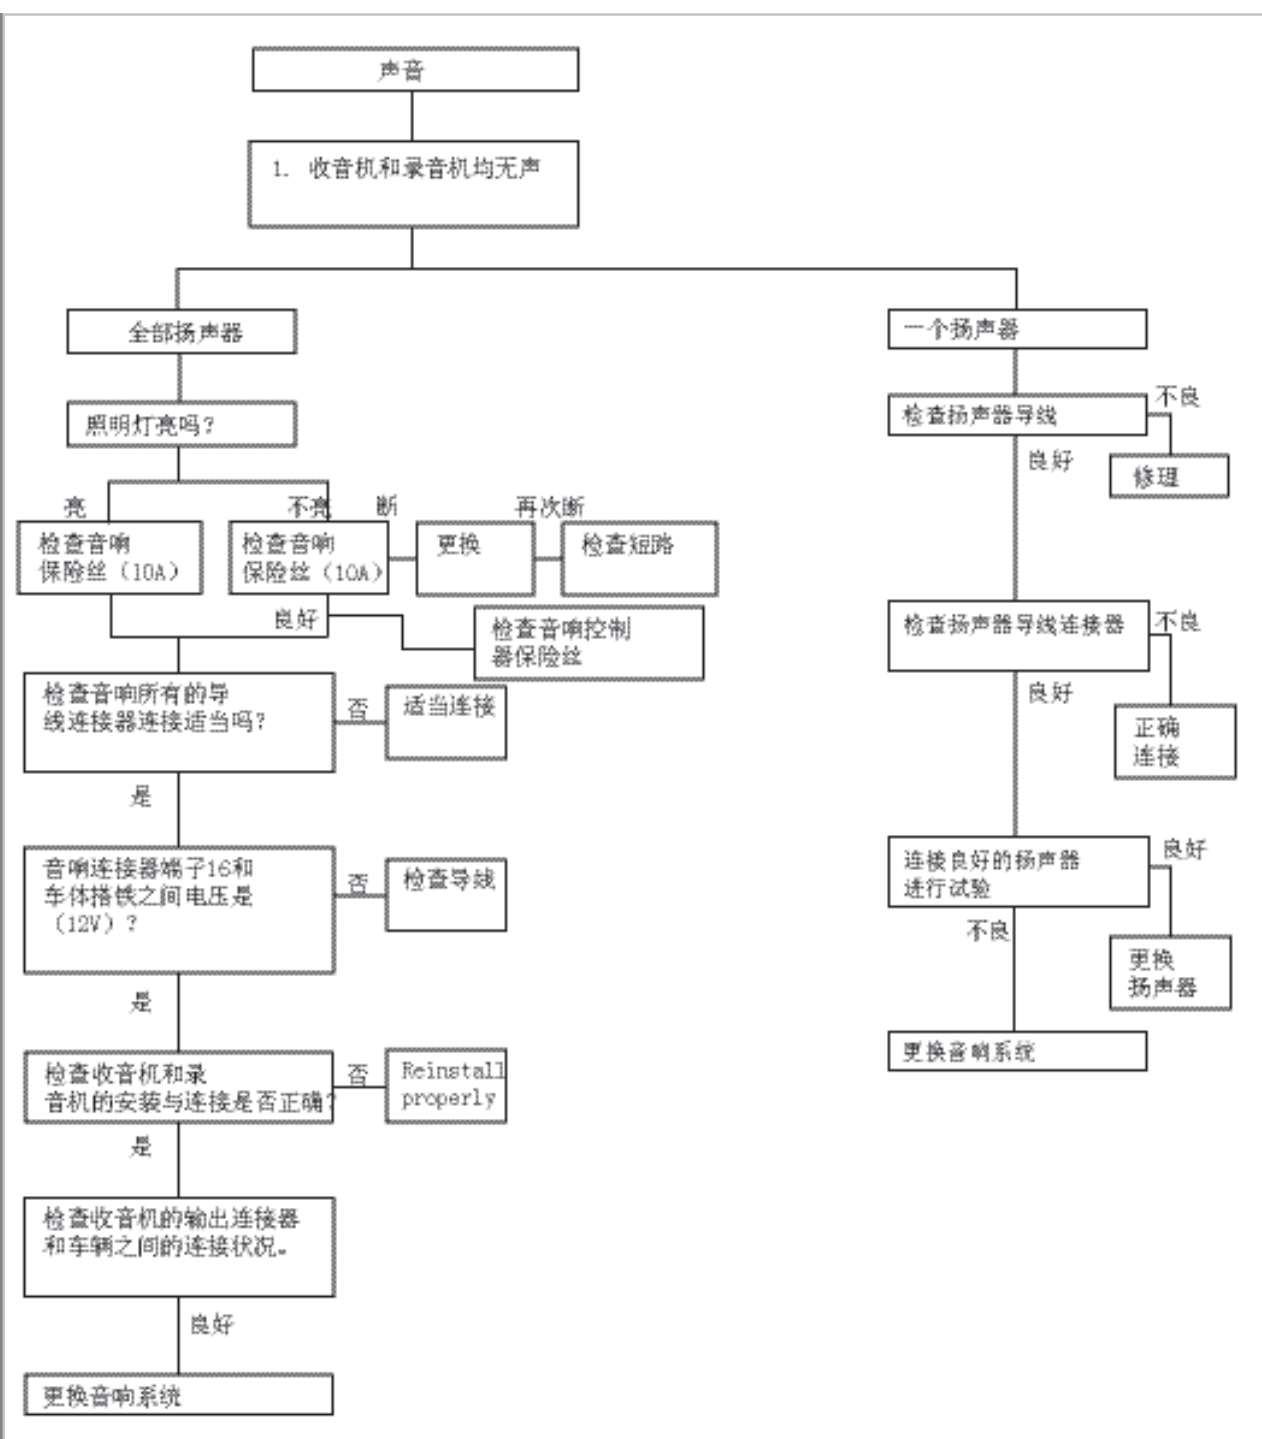 声音
1. 收音机和录音机均无声
全部扬声器
一个扬声器
照明灯亮吗?
检查扬声器导线
不良
修理
良好
亮
不亮
断
再次断
检查音响
保险丝（10A）
检查音响
保险丝（10A）
更换
检查短路
良好
检查音响控制
器保险丝
检查扬声器导线连接器
不良
正确
连接
良好
检查音响所有的导
线连接器连接适当吗?
否
适当连接
是
音响连接器端子16和
车体搭铁之间电压是
（12V）?
否
检查导线
连接良好的扬声器
进行试验
良好
更换
扬声器
不良
更换音响系统
是
检查收音机和录
音机的安装与连接是否正确?
否
Reinstall
properly
是
检查收音机的输出连接器
和车辆之间的连接状况。
良好
更换音响系统